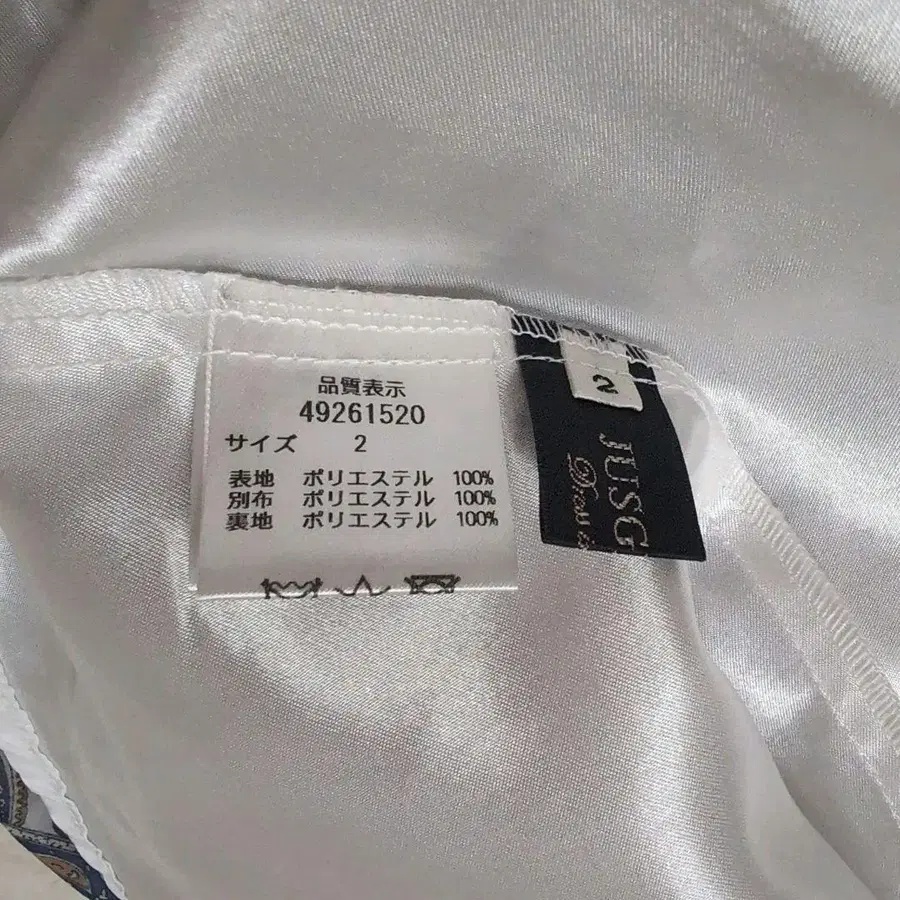 品質表示
49261520
サイズ 2
表地 ポリエステル 100%
別布 ポリエステル 100%
裏地 ポリエステル 100%
2
JUSG